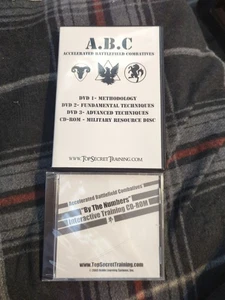 A.B.C
ACCELERATED BATTLEFIELD COMBATIVES
DVD 1- METHODOLOGY
DVD 2- FUNDAMENTAL TECHNIQUES
DVD 3- ADVANCED TECHNIQUES
CD-ROM - MILITARY RESOURCE DISC
www.TopSecretTraining.com
Accelerated Battlefield Combatives
"By The Numbers"
Interactive Training CD-ROM
www.TopSecretTraining.com